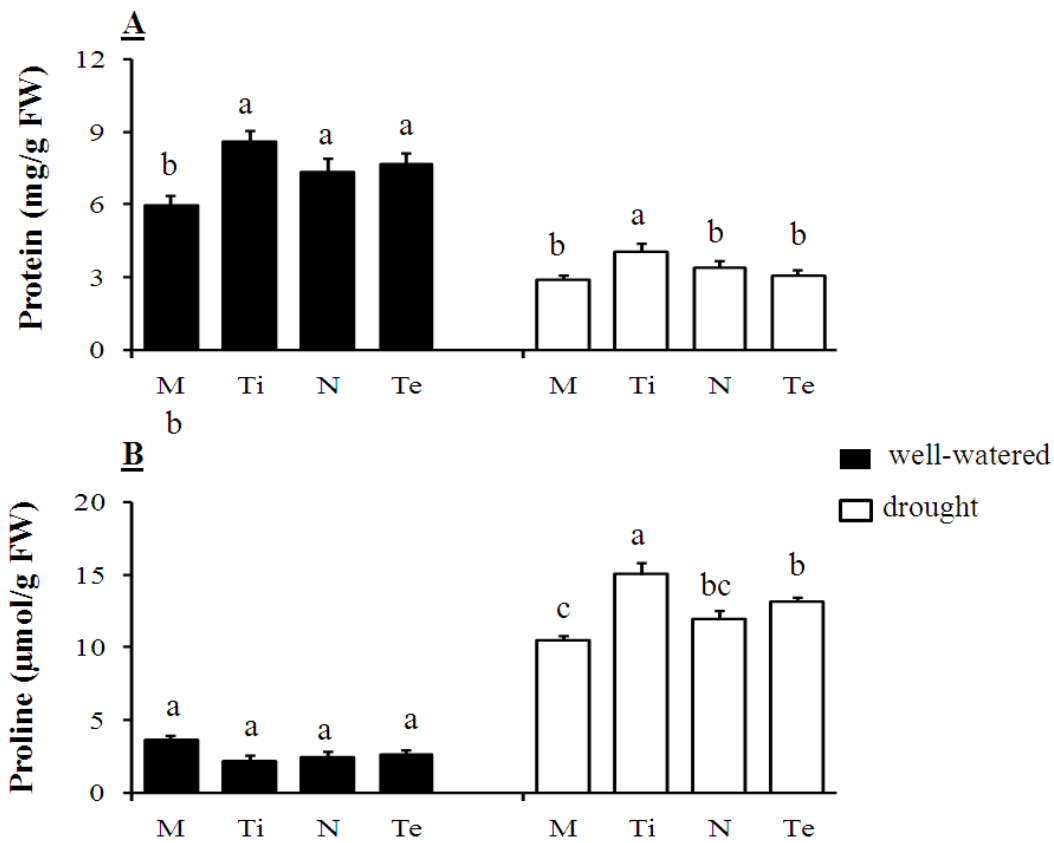 A
Protein (mg/g FW)
12
9
6
3
0
b
a
a
a
b
a
b
b
M Ti N Te M Ti N Te
b
B
well-watered
drought
Proline (µmol/g FW)
20
15
10
5
0
a
a
a
a
c
a
bc
b
M Ti N Te M Ti N Te